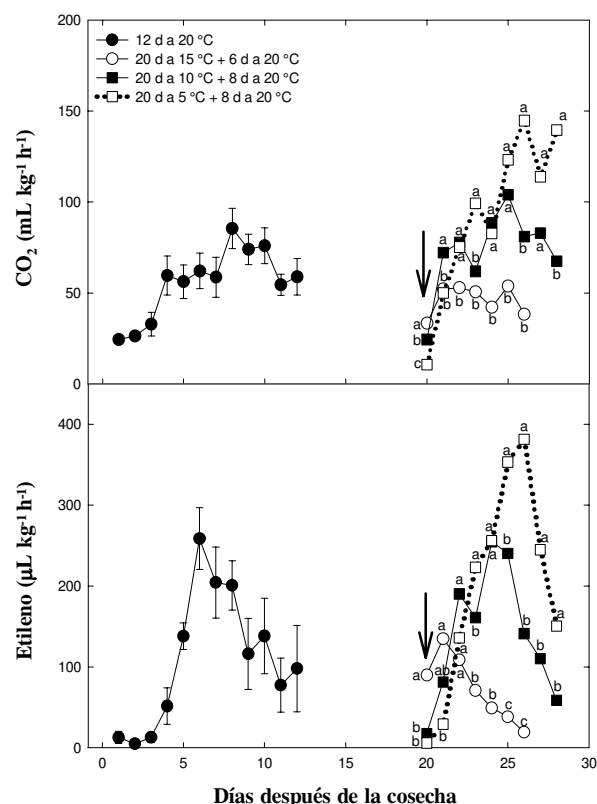 200
12 d a 20 °C
20 d a 15 °C + 6 d a 20 °C
20 d a 10 °C + 8 d a 20 °C
20 d a 5 °C + 8 d a 20 °C
150
100
50
0
CO2 (mL kg-1 h-1)
a a a a a a a a a a b b a b b b b b b b a b c
400
300
200
100
0
Etileno (µL kg-1 h-1)
a a a a a b a b a a a ab a b b b b b b c c a b b b
0 5 10 15 20 25 30
Días después de la cosecha